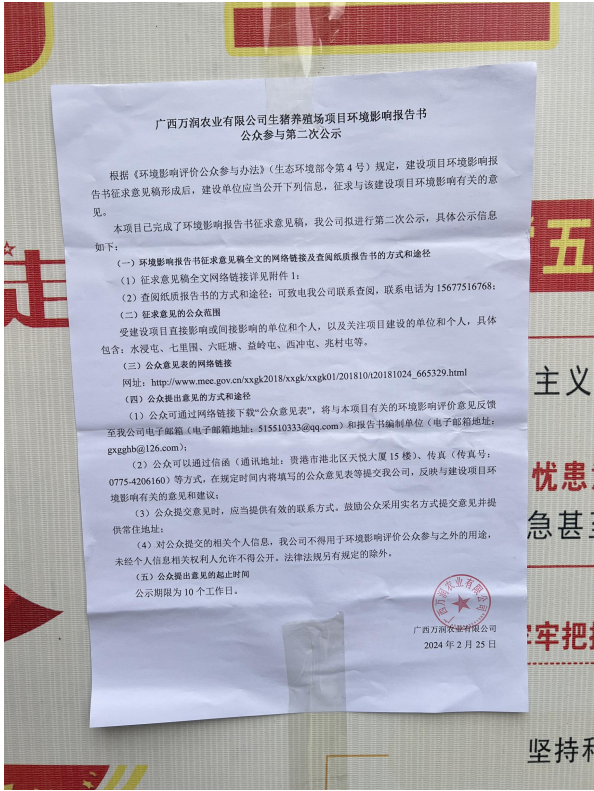 广西万润农业有限公司生猪养殖场项目环境影响报告书
公众参与第二次公示
根据《环境影响评价公众参与办法》（生态环境部令第 4 号）规定，建设项目环境影响报
告书征求意见稿形成后，建设单位应当公开下列信息，征求与该建设项目环境影响有关的意
见。
本项目已完成了环境影响报告书征求意见稿，我公司拟进行第二次公示，具体公示信息
如下：
（一）环境影响报告书征求意见稿全文的网络链接及查阅纸质报告书的方式和途径
（1）征求意见稿全文网络链接详见附件 1；
（2）查阅纸质报告书的方式和途径：可致电我公司联系查阅，联系电话为 15677516768；
（二）征求意见的公众范围
受建设项目直接影响或间接影响的单位和个人，以及关注项目建设的单位和个人，具体
包含：水浸屯、七里围、六旺塘、益岭屯、西冲屯、兆村屯等。
（三）公众意见表的网络链接
网址：http://www.mee.gov.cn/xxgk2018/xxgk/xxgk01/201810/t20181024_665329.html
（四）公众提出意见的方式和途径
（1）公众可通过网络链接下载“公众意见表”，将与本项目有关的环境影响评价意见反馈
至我公司电子邮箱（电子邮箱地址：515510333@qq.com）和报告书编制单位（电子邮箱地址：
gxgghb@126.com）；
（2）公众可以通过信函（通讯地址：贵港市港北区天悦大厦 15 楼）、传真（传真号：
0775-4206160）等方式，在规定时间内将填写的公众意见表等提交我公司，反映与建设项目环
境影响有关的意见和建议；
（3）公众提交意见时，应当提供有效的联系方式。鼓励公众采用实名方式提交意见并提
供常住地址；
（4）对公众提交的相关个人信息，我公司不得用于环境影响评价公众参与之外的用途，
未经个人信息相关权利人允许不得公开。法律法规另有规定的除外。
（五）公众提出意见的起止时间
公示期限为 10 个工作日。
广西万润农业有限公司
广西万润农业有限公司
2024 年 2 月 25 日
走
五
主义
忧患
急甚至
牢把
坚持